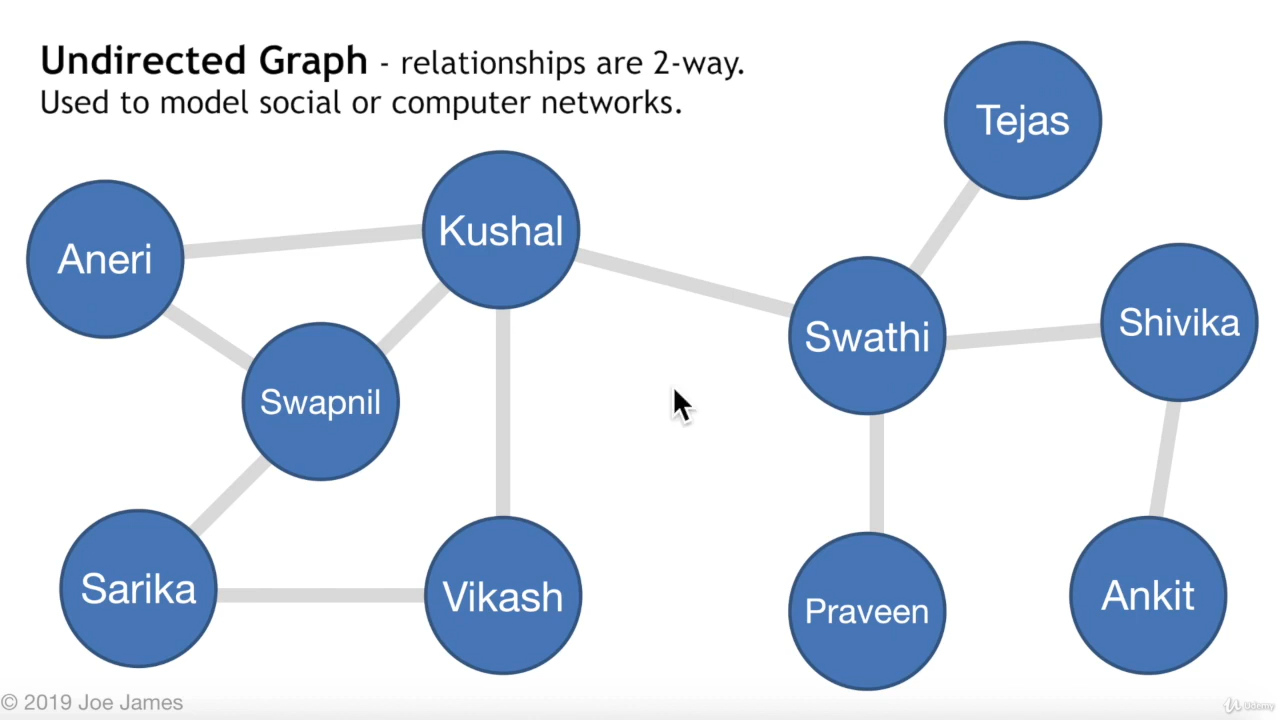 Undirected Graph - relationships are 2-way.
Used to model social or computer networks.
Tejas
Kushal
Aneri
Shivika
Swathi
Swapnil
Sarika
Vikash
Praveen
Ankit
© 2019 Joe James
Udemy